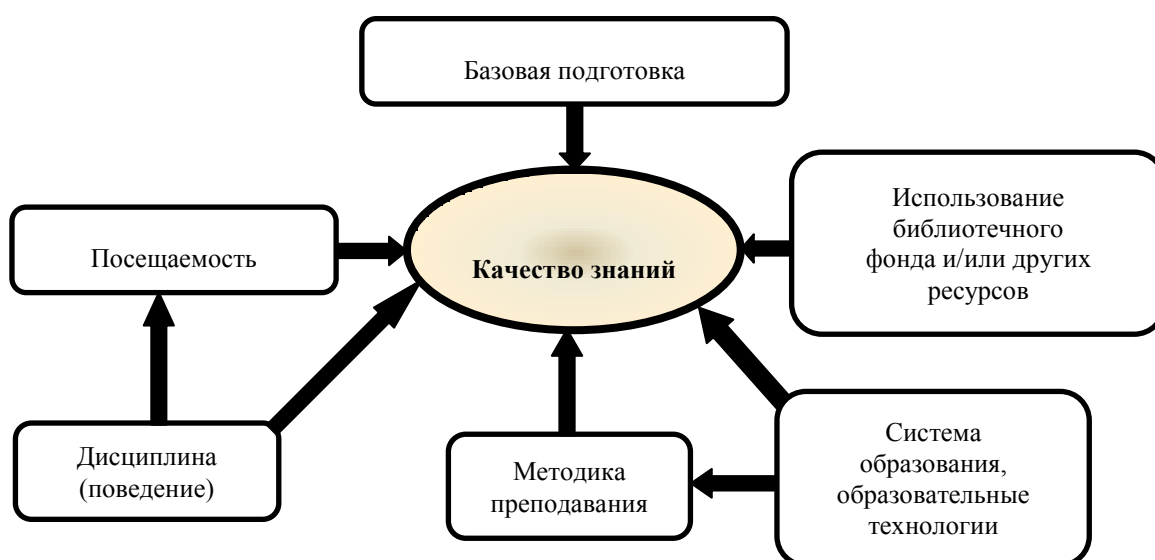 Базовая подготовка
Использование
библиотечного
фонда и/или других
ресурсов
Посещаемость
Качество знаний
Дисциплина
(поведение)
Методика
преподавания
Система
образования,
образовательные
технологии